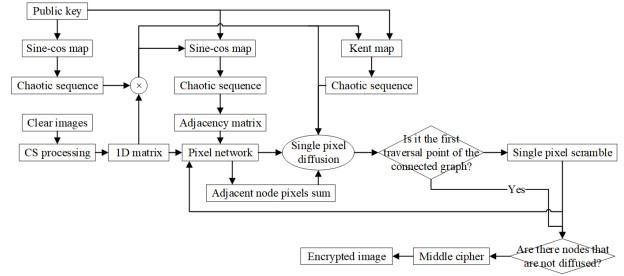 Public key
Sine-cos map
Sine-cos map
Kent map
Chaotic sequence
×
Chaotic sequence
Chaotic sequence
Clear images
Adjacency matrix
CS processing
1D matrix
Pixel network
Single pixel
diffusion
Is it the first
traversal point of the
connected graph?
Single pixel scramble
Adjacent node pixels sum
Yes
Encrypted image
Middle cipher
Are there nodes that
are not diffused?